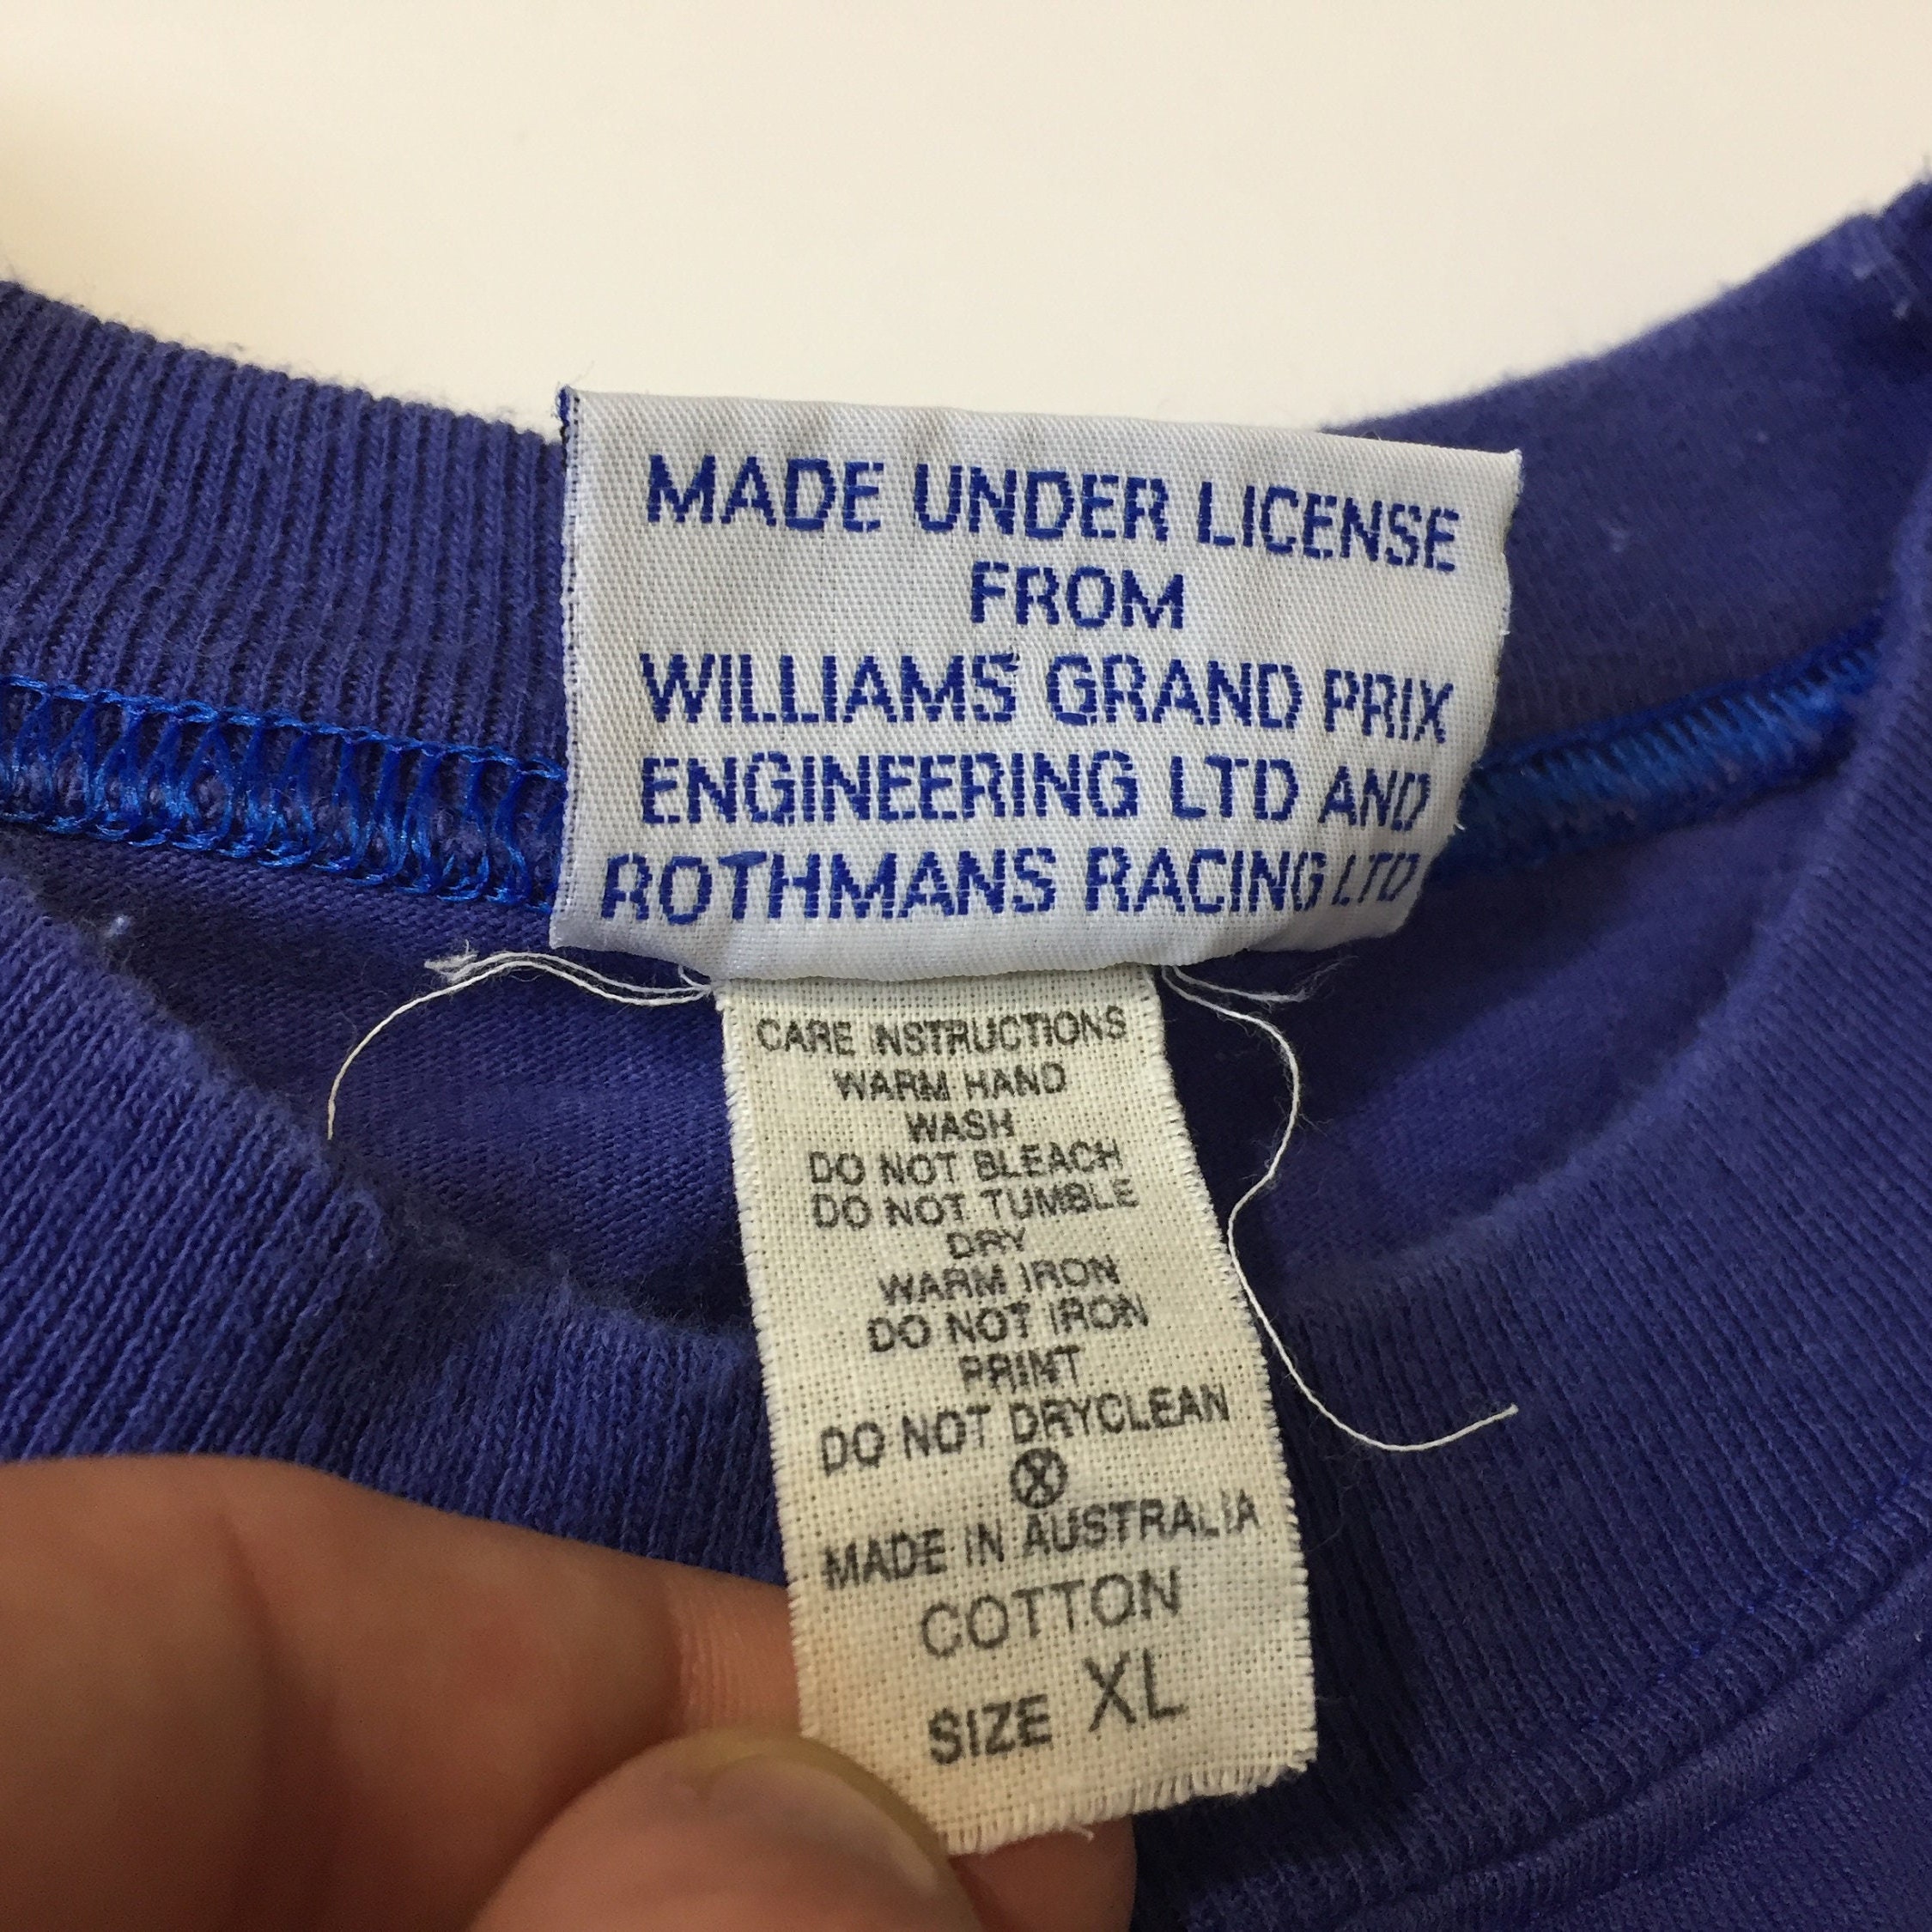 MADE UNDER LICENSE
FROM
WILLIAMS GRAND PRIX
ENGINEERING LTD AND
ROTHMANS RACING LTD
CARE INSTRUCTIONS
WARM HAND
WASH
DO NOT BLEACH
DO NOT TUMBLE
DRY
WARM IRON
DO NOT IRON
PRINT
DO NOT DRYCLEAN
MADE IN AUSTRALIA
COTTON
SIZE XL